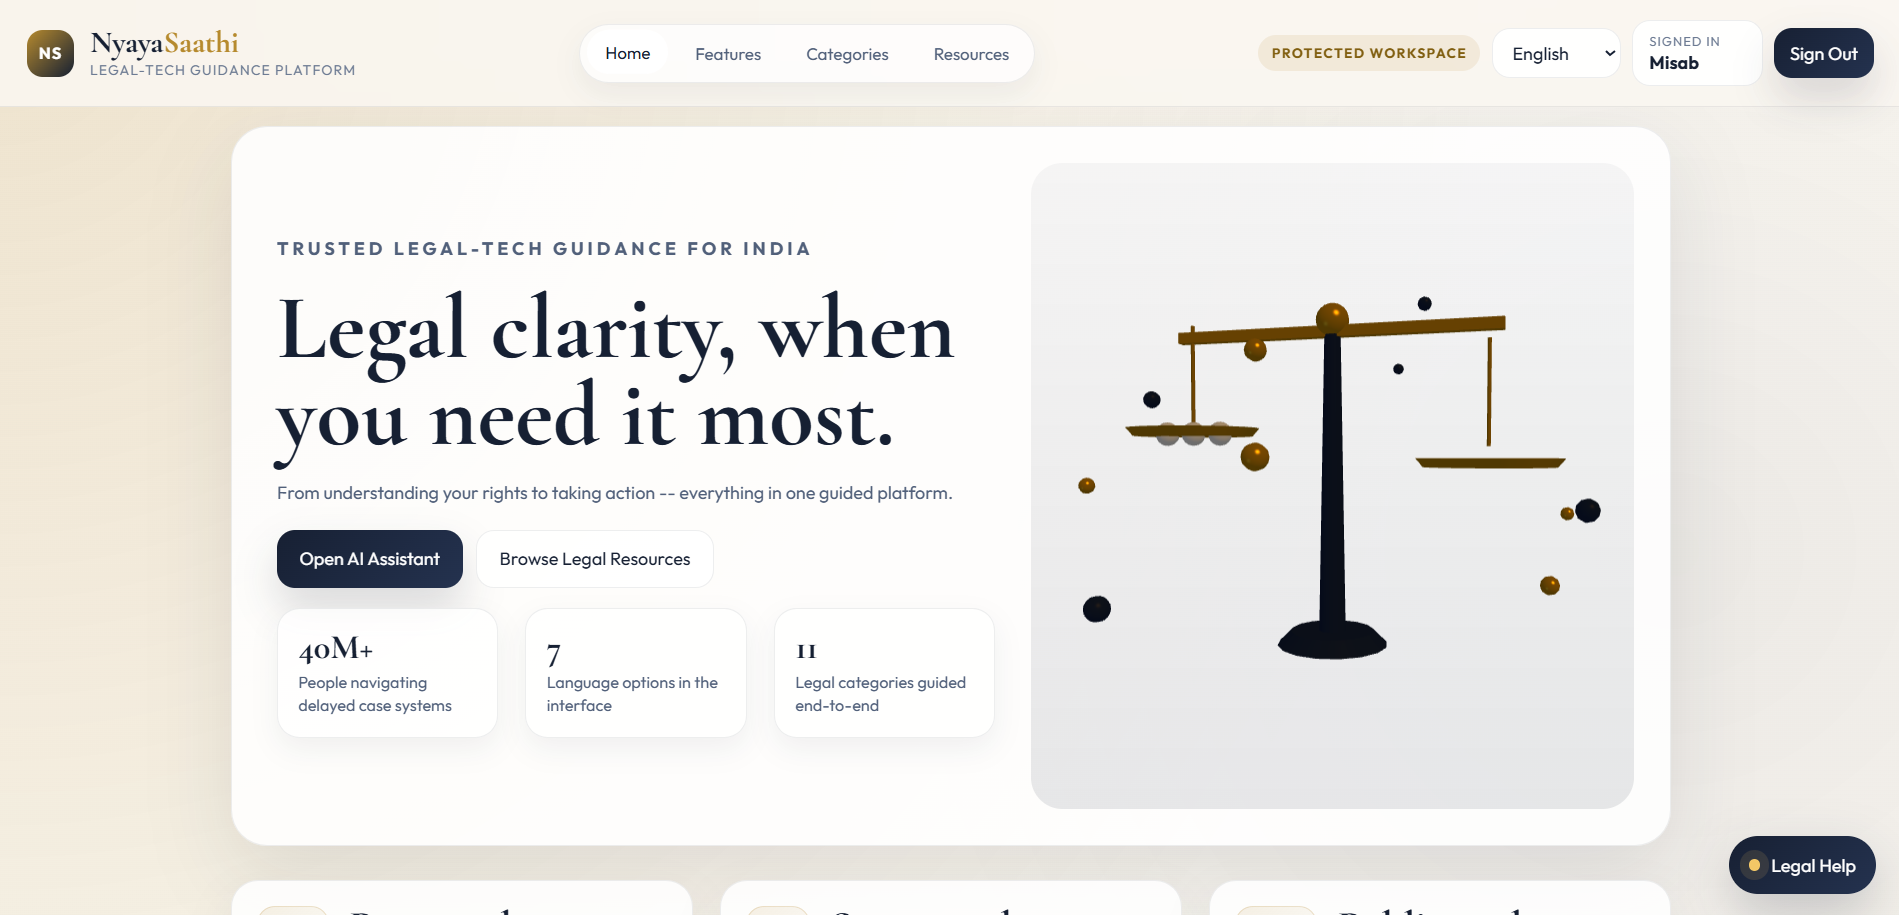 NS
NyayaSaathi
LEGAL-TECH GUIDANCE PLATFORM
Home
Features
Categories
Resources
PROTECTED WORKSPACE
English
SIGNED IN
Misab
Sign Out
TRUSTED LEGAL-TECH GUIDANCE FOR INDIA
Legal clarity, when
you need it most.
From understanding your rights to taking action -- everything in one guided platform.
Open AI Assistant
Browse Legal Resources
40M+
People navigating
delayed case systems
7
Language options in the
interface
11
Legal categories guided
end-to-end
Legal Help